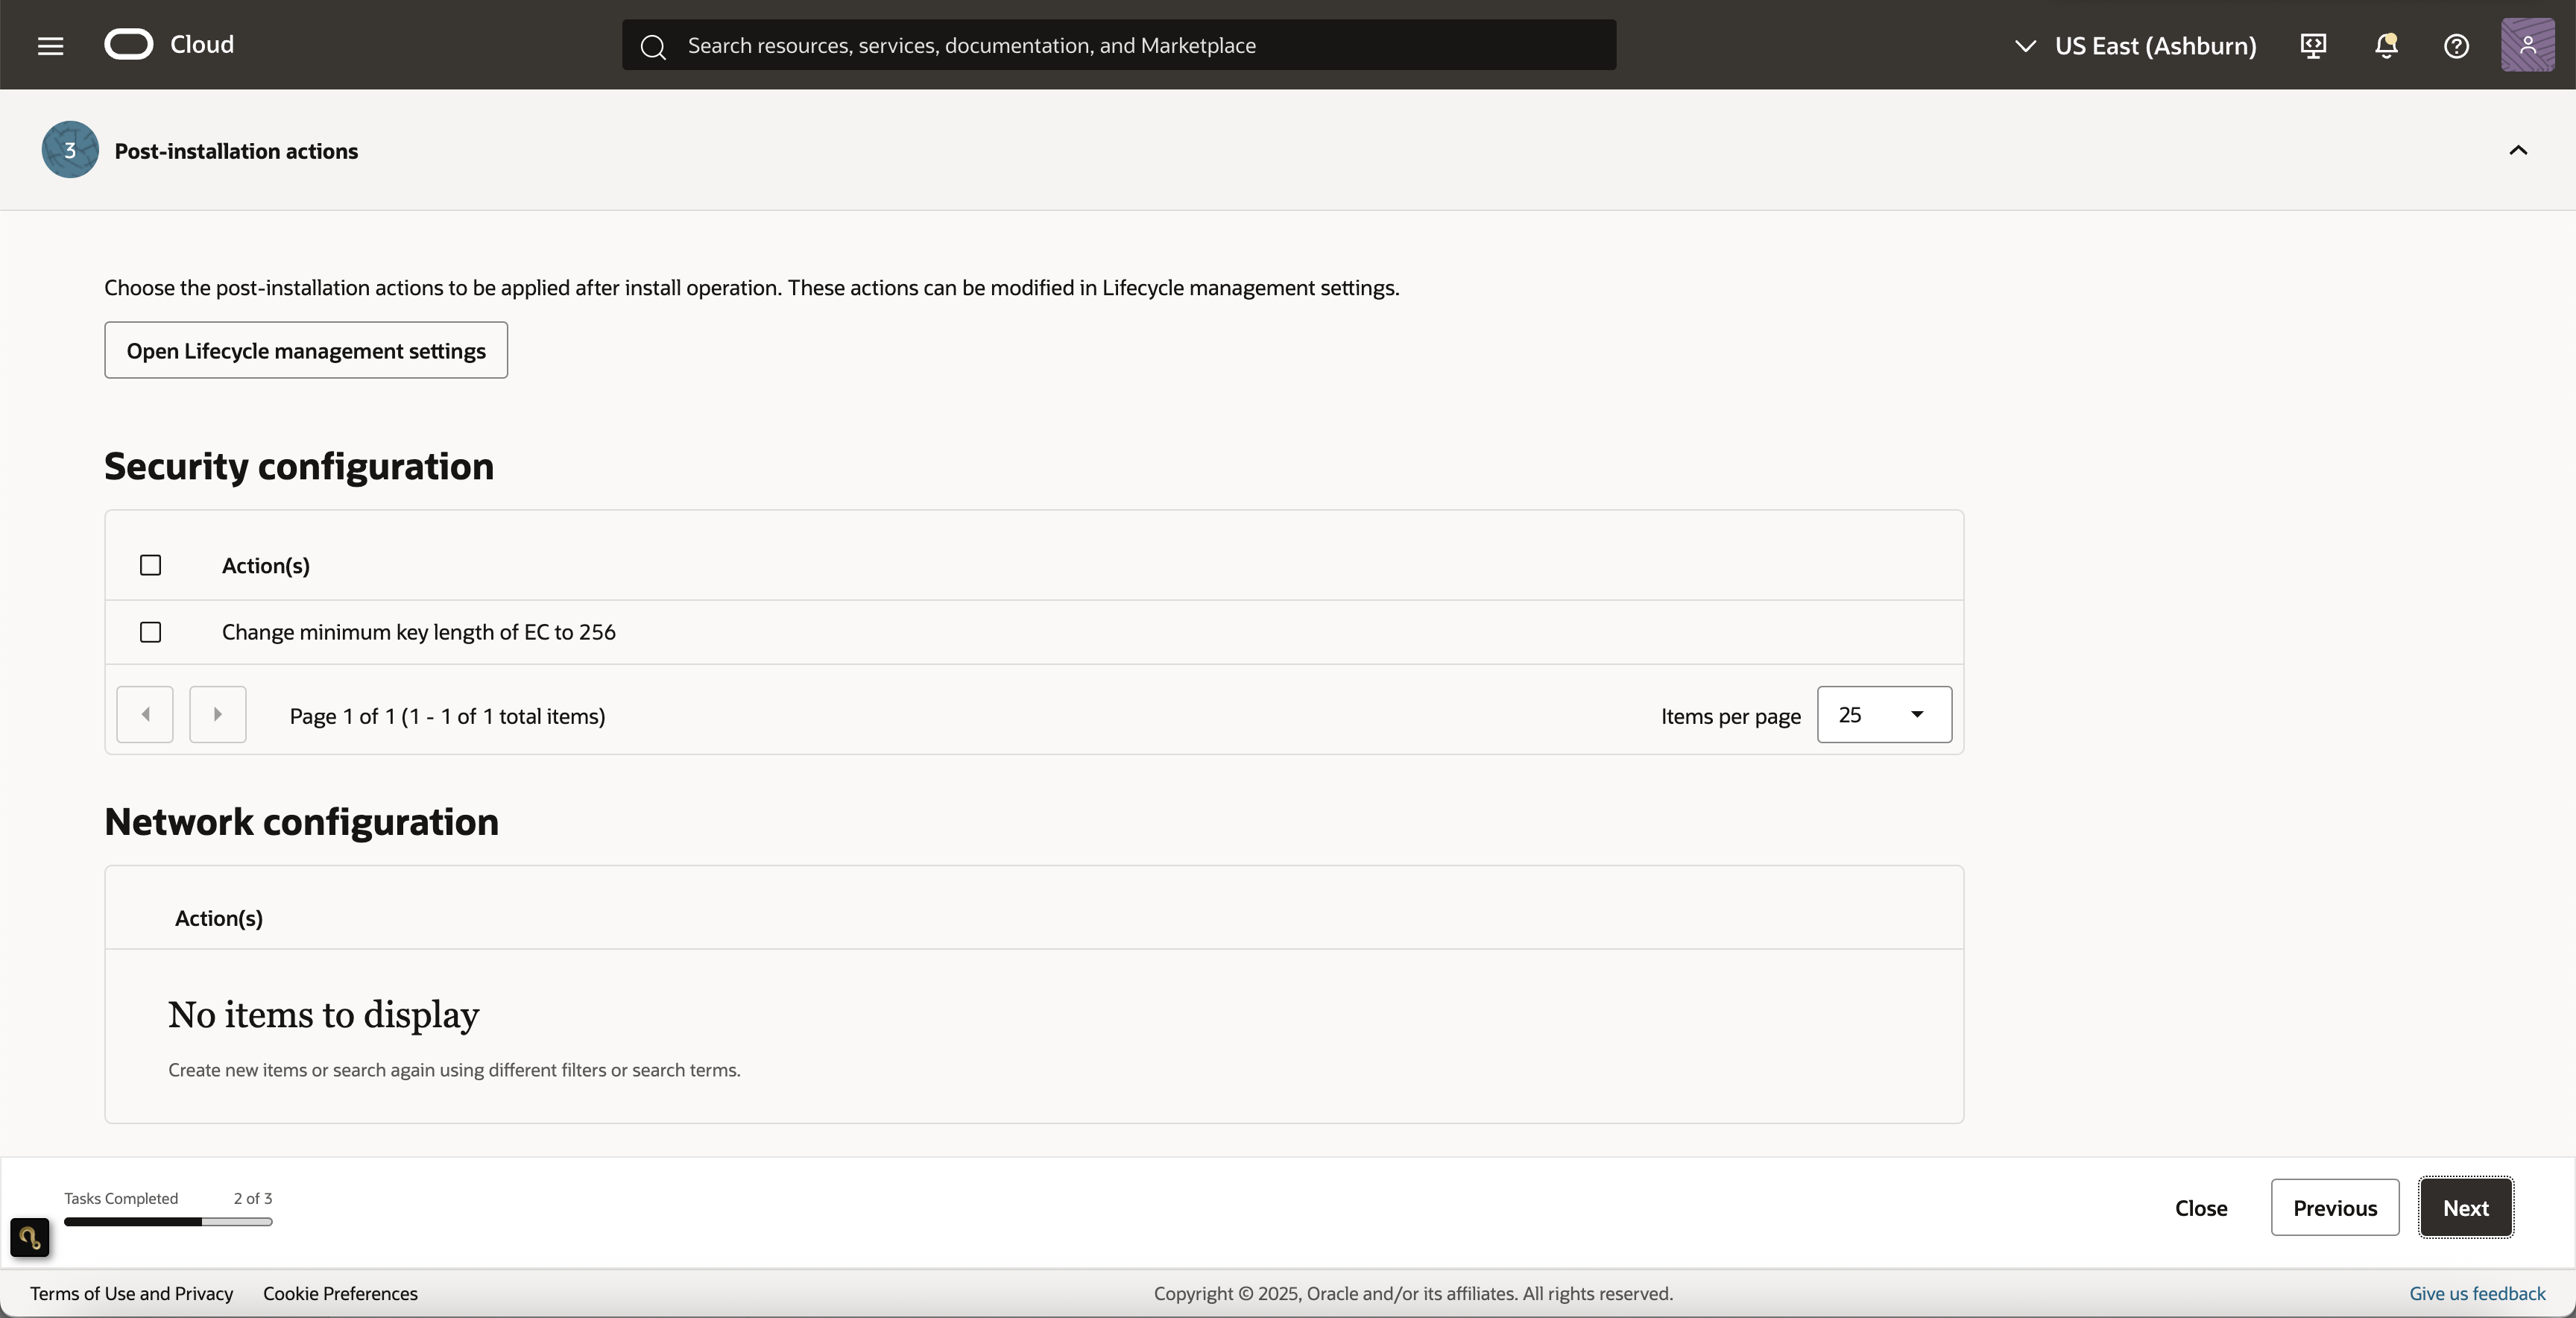 Cloud
Search resources, services, documentation, and Marketplace
US East (Ashburn)
3
Post-installation actions
Choose the post-installation actions to be applied after install operation. These actions can be modified in Lifecycle management settings.
Open Lifecycle management settings
Security configuration
Action(s)
Change minimum key length of EC to 256
Page 1 of 1 (1 - 1 of 1 total items)
Items per page
25
Network configuration
Action(s)
No items to display
Create new items or search again using different filters or search terms.
Tasks Completed
2 of 3
Close
Previous
Next
Terms of Use and Privacy
Cookie Preferences
Copyright © 2025, Oracle and/or its affiliates. All rights reserved.
Give us feedback